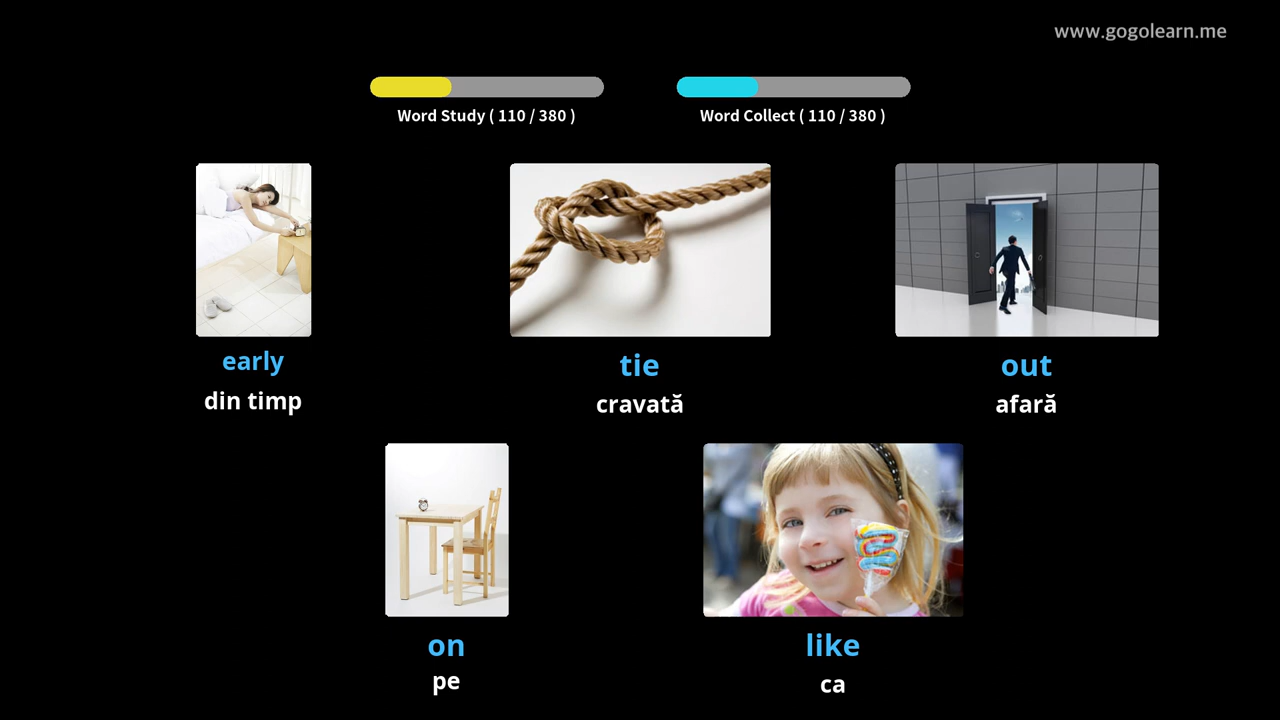 www.gogolearn.me
Word Study ( 110 / 380 )
Word Collect ( 110 / 380 )
early
din timp
tie
cravată
out
afară
on
pe
like
ca